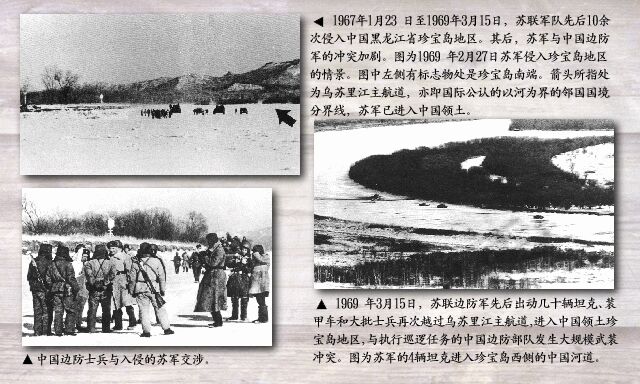 ◀ 1967年1月23 日至1969年3月15日，苏联军队先后10余
次侵入中国黑龙江省珍宝岛地区。其后，苏军与中国边防
军的冲突加剧。图为1969 年2月27日苏军侵入珍宝岛地区
的情景。图中左侧有标志物处是珍宝岛南端。箭头所指处
为乌苏里江主航道，亦即国际公认的以河为界的邻国国境
分界线，苏军已进入中国领土。
▲ 1969 年3月15日，苏联边防军先后出动几十辆坦克、装
甲车和大批士兵再次越过乌苏里江主航道,进入中国领土珍
宝岛地区,与执行巡逻任务的中国边防部队发生大规模武装
冲突。图为苏军的4辆坦克进入珍宝岛西侧的中国河道。
▲中国边防士兵与入侵的苏军交涉。